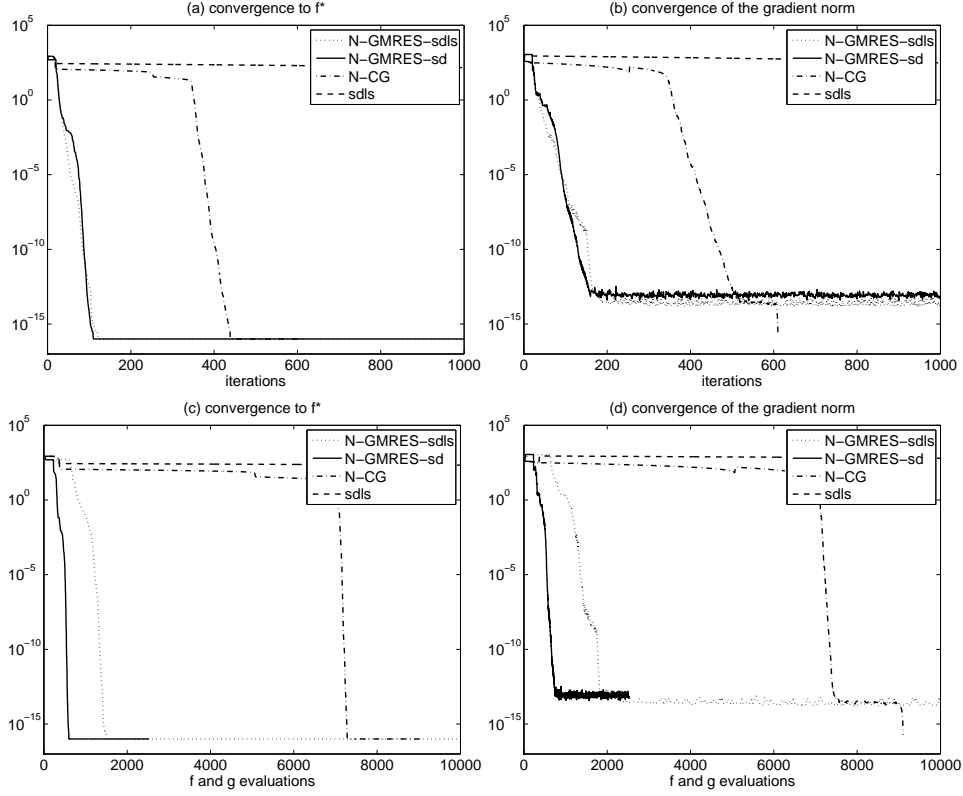 (a) convergence to f*
10^5
10^0
10^−5
10^−10
10^−15
0 200 400 600 800 1000
iterations
N−GMRES−sdls
N−GMRES−sd
N−CG
sdls
(b) convergence of the gradient norm
10^5
10^0
10^−5
10^−10
10^−15
0 200 400 600 800 1000
iterations
N−GMRES−sdls
N−GMRES−sd
N−CG
sdls
(c) convergence to f*
10^5
10^0
10^−5
10^−10
10^−15
0 2000 4000 6000 8000 10000
f and g evaluations
N−GMRES−sdls
N−GMRES−sd
N−CG
sdls
(d) convergence of the gradient norm
10^5
10^0
10^−5
10^−10
10^−15
0 2000 4000 6000 8000 10000
f and g evaluations
N−GMRES−sdls
N−GMRES−sd
N−CG
sdls